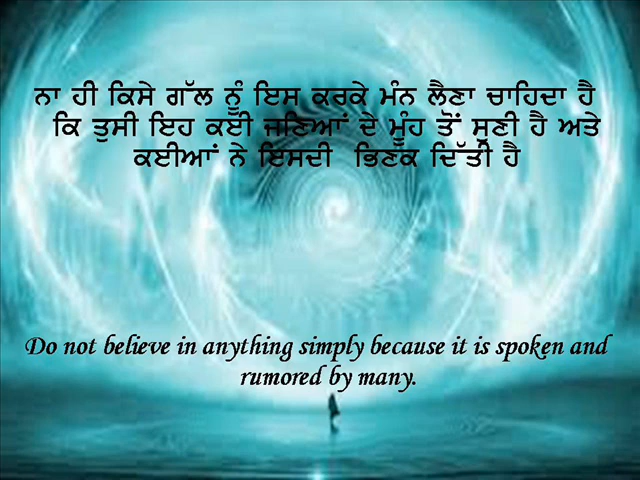 ਨਾ ਹੀ ਕਿਸੇ ਗੱਲ ਨੂੰ ਇਸ ਕਰਕੇ ਮੰਨ ਲੈਣਾ ਚਾਹਿਦਾ ਹੈ
ਕਿ ਤੁਸੀ ਇਹ ਕਈ ਜਣਿਆਂ ਦੇ ਮੂੰਹ ਤੋਂ ਸੁਣੀ ਹੈ ਅਤੇ
ਕਈਆਂ ਨੇ ਇਸਦੀ ਭਿਣਕ ਦਿੱਤੀ ਹੈ
Do not believe in anything simply because it is spoken and
rumored by many.